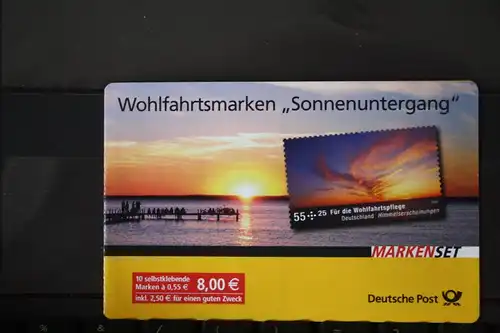 Wohlfahrtsmarken „Sonnenuntergang“
55+25 Für die Wohlfahrtspflege
Deutschland Himmelserscheinungen
MARKENSET
10 selbstklebende
Marken à 0,55 €
8,00 €
inkl. 2,50 € für einen guten Zweck
Deutsche Post